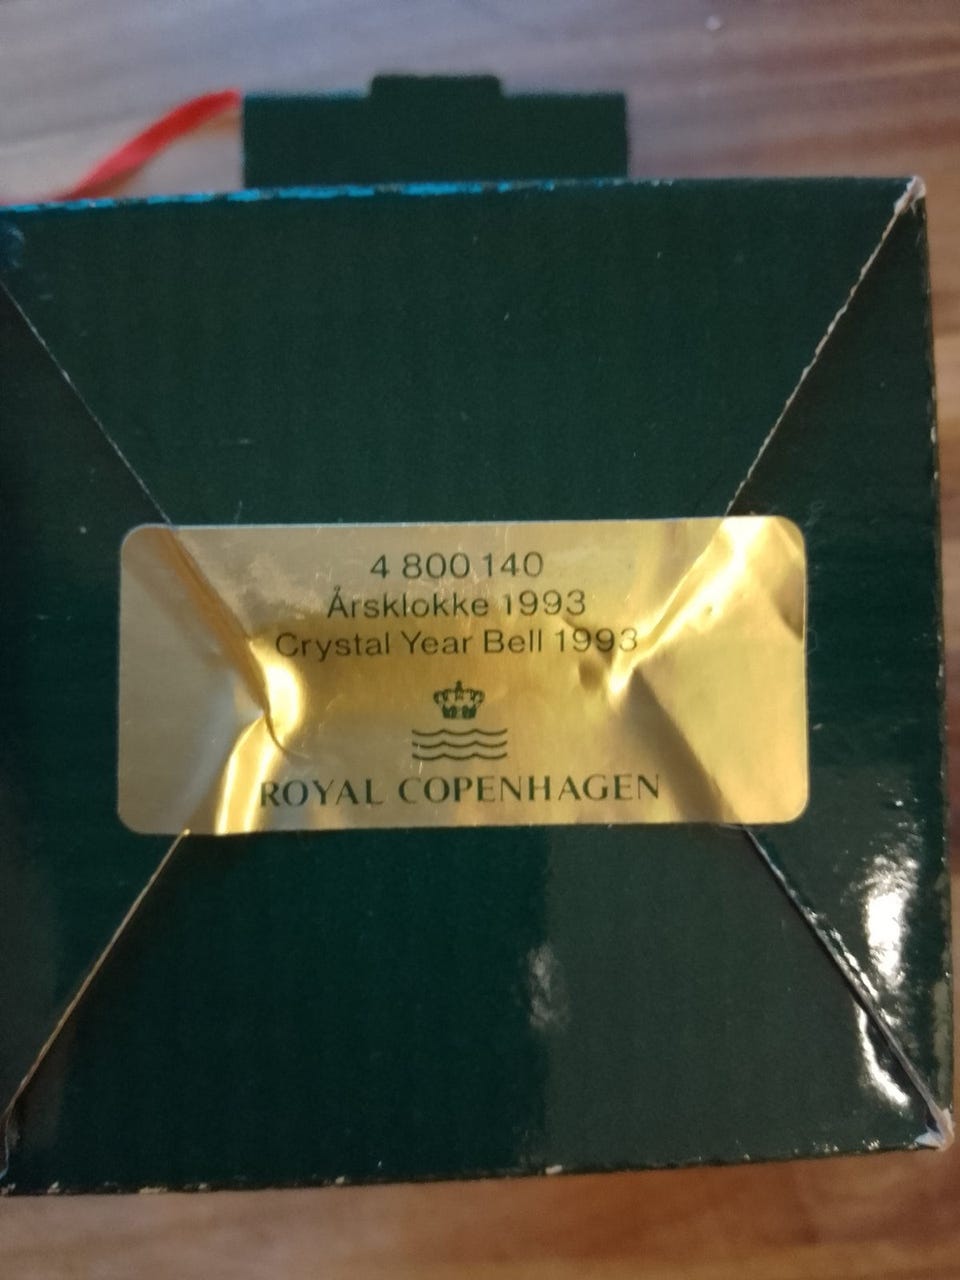 4 800 140
Årsklokke 1993
Crystal Year Bell 1993
ROYAL COPENHAGEN